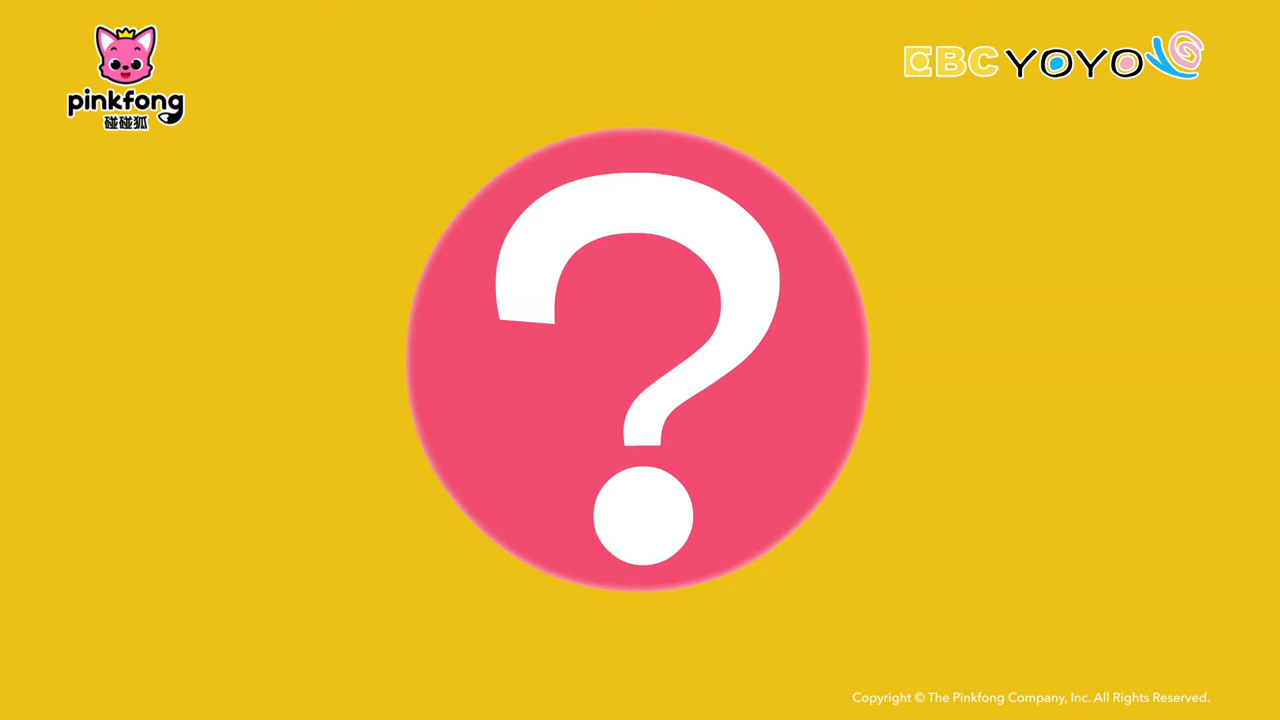 pinkfong
碰碰狐
EBC YOYO
?
Copyright © The Pinkfong Company, Inc. All Rights Reserved.